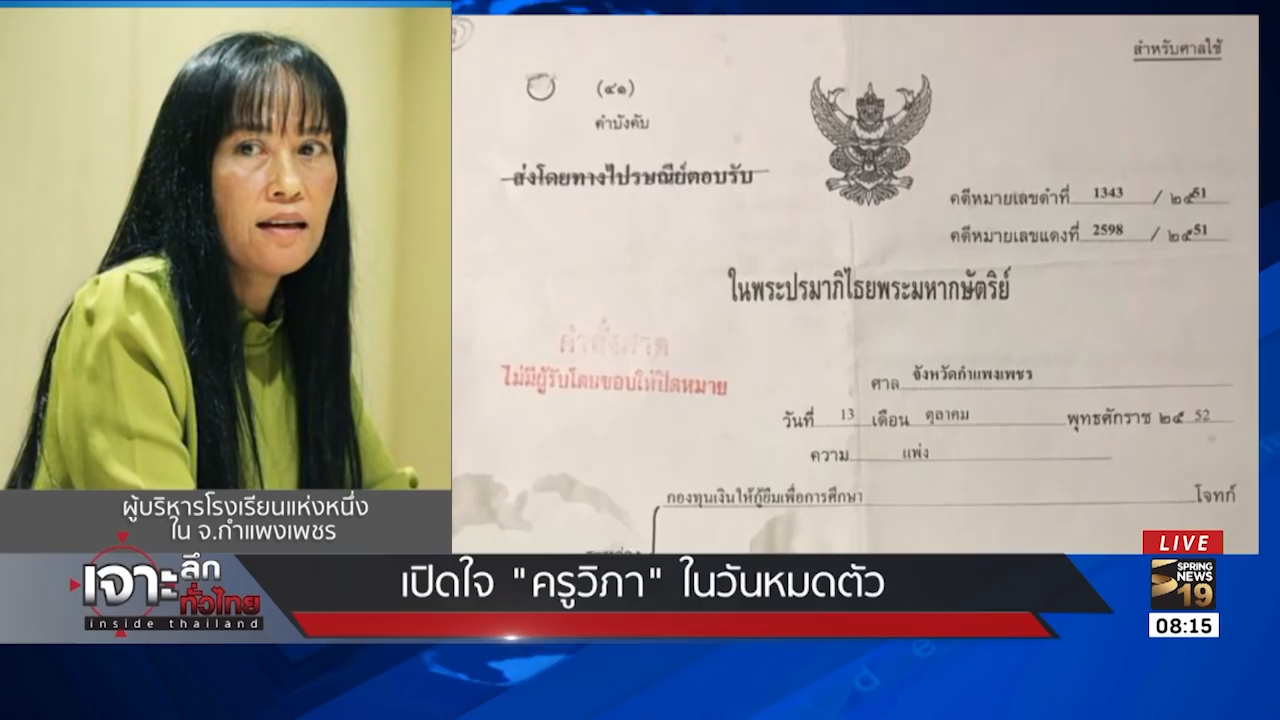 สำหรับศาลใช้
(๔๑)
คำบังคับ
ส่งโดยทางไปรษณีย์ตอบรับ
คดีหมายเลขดำที่ 1343 / ๒๕51
คดีหมายเลขแดงที่ 2598 / ๒๕51
ในพระปรมาภิไธยพระมหากษัตริย์
คำสั่งศาล
ไม่มีผู้รับโดยชอบให้ปิดหมาย
ศาล จังหวัดกำแพงเพชร
วันที่ 13 เดือน ตุลาคม พุทธศักราช ๒๕ 52
ความ แพ่ง
กองทุนเงินให้กู้ยืมเพื่อการศึกษา โจทก์
ผู้บริหารโรงเรียนแห่งหนึ่ง
ใน จ.กำแพงเพชร
LIVE
เจาะลึกทั่วไทย
inside thailand
เปิดใจ "ครูวิภา" ในวันหมดตัว
SPRING
NEWS
19
08:15